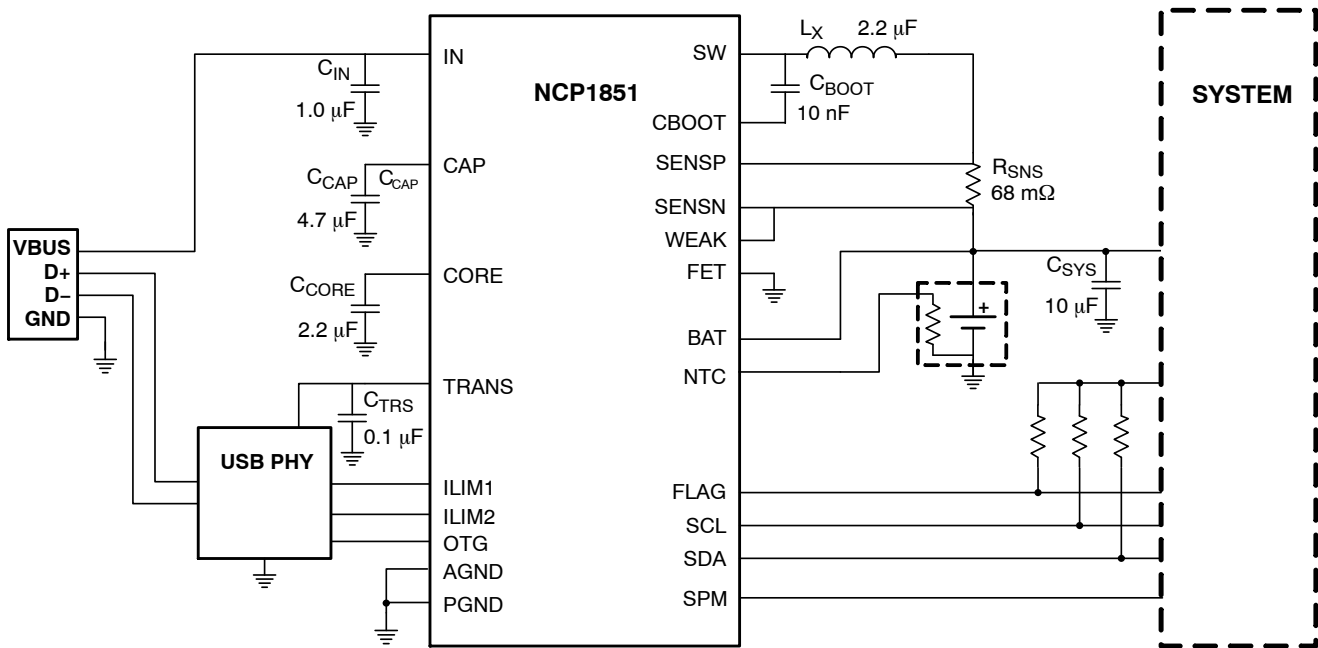 NCP1851
IN
CAP
CORE
TRANS
ILIM1
ILIM2
OTG
AGND
PGND
SW
CBOOT
SENSP
SENSN
WEAK
FET
BAT
NTC
FLAG
SCL
SDA
SPM
C_IN
1.0 μF
C_CAP
C_CAP
4.7 μF
C_CORE
2.2 μF
C_TRS
0.1 μF
VBUS
D+
D−
GND
USB PHY
L_X 2.2 μF
C_BOOT
10 nF
R_SNS
68 mΩ
C_SYS
10 μF
+
SYSTEM